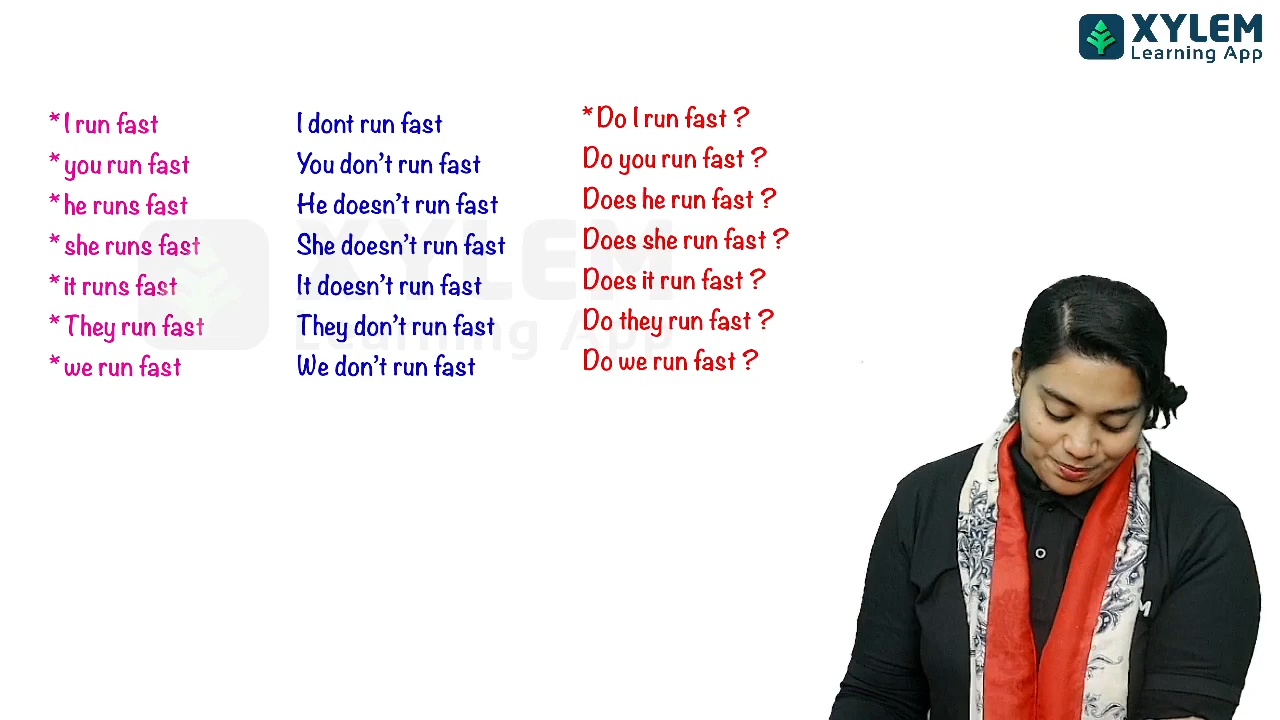 XYLEM
Learning App
*I run fast
*you run fast
*he runs fast
*she runs fast
*it runs fast
*They run fast
*we run fast
I dont run fast
You don't run fast
He doesn't run fast
She doesn't run fast
It doesn't run fast
They don't run fast
We don't run fast
*Do I run fast ?
Do you run fast ?
Does he run fast ?
Does she run fast ?
Does it run fast ?
Do they run fast ?
Do we run fast ?
XYLEM
Learning App